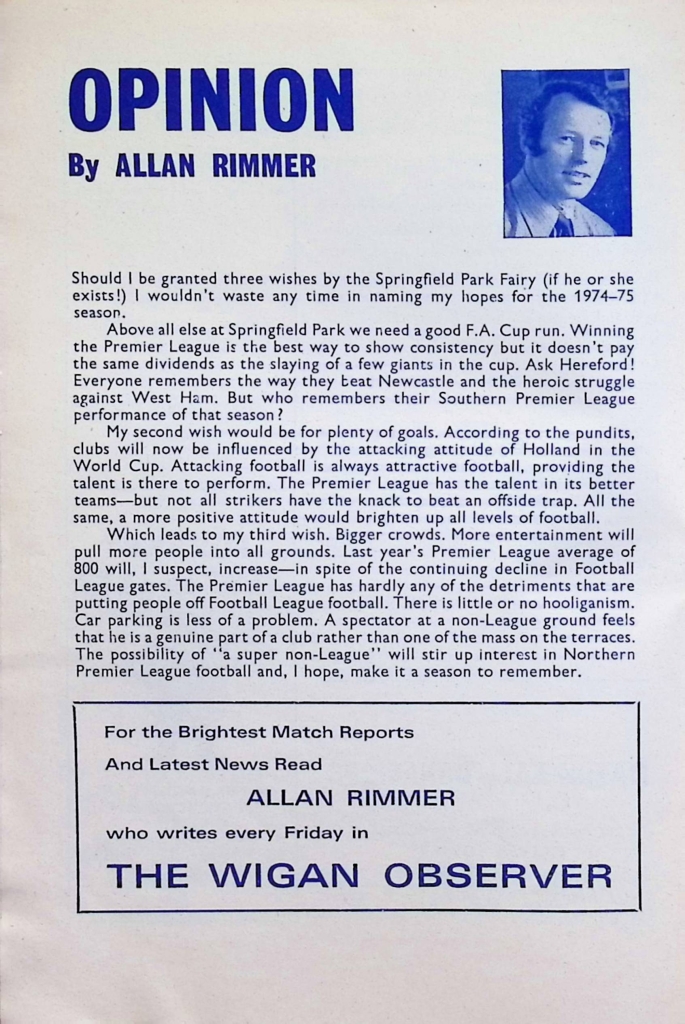 OPINION
By ALLAN RIMMER
Should I be granted three wishes by the Springfield Park Fairy (if he or she
exists!) I wouldn't waste any time in naming my hopes for the 1974–75
season.
Above all else at Springfield Park we need a good F.A. Cup run. Winning
the Premier League is the best way to show consistency but it doesn't pay
the same dividends as the slaying of a few giants in the cup. Ask Hereford!
Everyone remembers the way they beat Newcastle and the heroic struggle
against West Ham. But who remembers their Southern Premier League
performance of that season?
My second wish would be for plenty of goals. According to the pundits,
clubs will now be influenced by the attacking attitude of Holland in the
World Cup. Attacking football is always attractive football, providing the
talent is there to perform. The Premier League has the talent in its better
teams—but not all strikers have the knack to beat an offside trap. All the
same, a more positive attitude would brighten up all levels of football.
Which leads to my third wish. Bigger crowds. More entertainment will
pull more people into all grounds. Last year's Premier League average of
800 will, I suspect, increase—in spite of the continuing decline in Football
League gates. The Premier League has hardly any of the detriments that are
putting people off Football League football. There is little or no hooliganism.
Car parking is less of a problem. A spectator at a non-League ground feels
that he is a genuine part of a club rather than one of the mass on the terraces.
The possibility of "a super non-League" will stir up interest in Northern
Premier League football and, I hope, make it a season to remember.
For the Brightest Match Reports
And Latest News Read
ALLAN RIMMER
who writes every Friday in
THE WIGAN OBSERVER